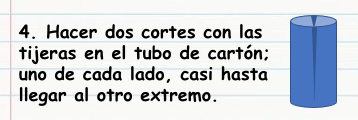 4. Hacer dos cortes con las
tijeras en el tubo de cartón;
uno de cada lado, casi hasta
llegar al otro extremo.